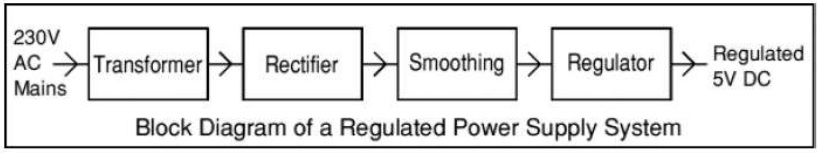 230V
AC
Mains
Transformer
Rectifier
Smoothing
Regulator
Regulated
5V DC
Block Diagram of a Regulated Power Supply System